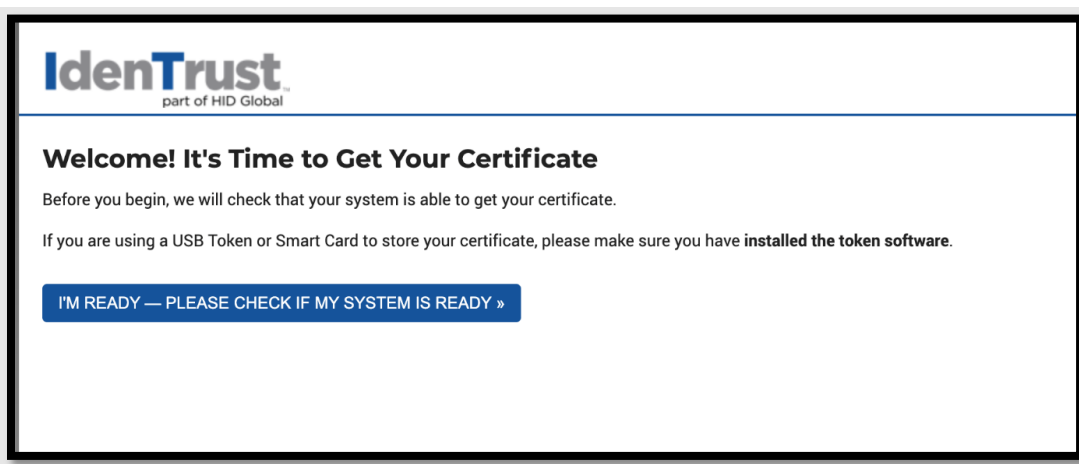 IdenTrust™
part of HID Global
Welcome! It's Time to Get Your Certificate
Before you begin, we will check that your system is able to get your certificate.
If you are using a USB Token or Smart Card to store your certificate, please make sure you have installed the token software.
I'M READY — PLEASE CHECK IF MY SYSTEM IS READY »